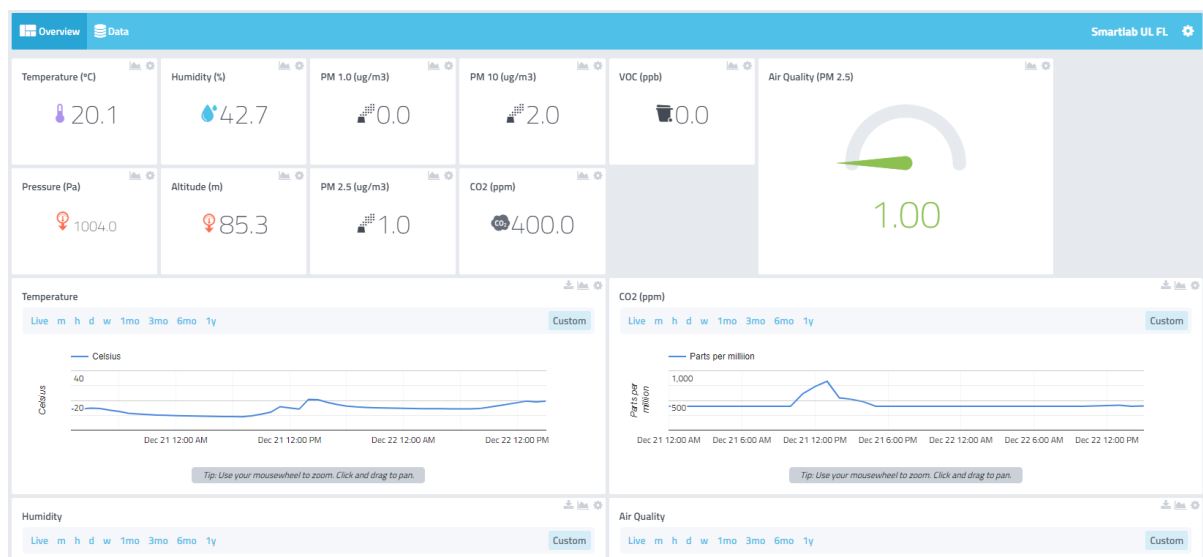 Overview Data Smartlab UL FL
Temperature (°C) Humidity (%) PM 1.0 (ug/m3) PM 10 (ug/m3) VOC (ppb) Air Quality (PM 2.5)
20.1 42.7 0.0 2.0 0.0
Pressure (Pa) Altitude (m) PM 2.5 (ug/m3) CO2 (ppm)
1004.0 85.3 1.0 CO2 400.0
1.00
Temperature
Live m h d w 1mo 3mo 6mo 1y Custom
Celsius
Celsius
40
20
Dec 21 12:00 AM Dec 21 12:00 PM Dec 22 12:00 AM Dec 22 12:00 PM
Tip: Use your mousewheel to zoom. Click and drag to pan.
CO2 (ppm)
Live m h d w 1mo 3mo 6mo 1y Custom
Parts per milliion
Parts per
million
1,000
500
Dec 21 12:00 AM Dec 21 6:00 AM Dec 21 12:00 PM Dec 21 6:00 PM Dec 22 12:00 AM Dec 22 6:00 AM Dec 22 12:00 PM
Tip: Use your mousewheel to zoom. Click and drag to pan.
Humidity
Live m h d w 1mo 3mo 6mo 1y Custom
Air Quality
Live m h d w 1mo 3mo 6mo 1y Custom